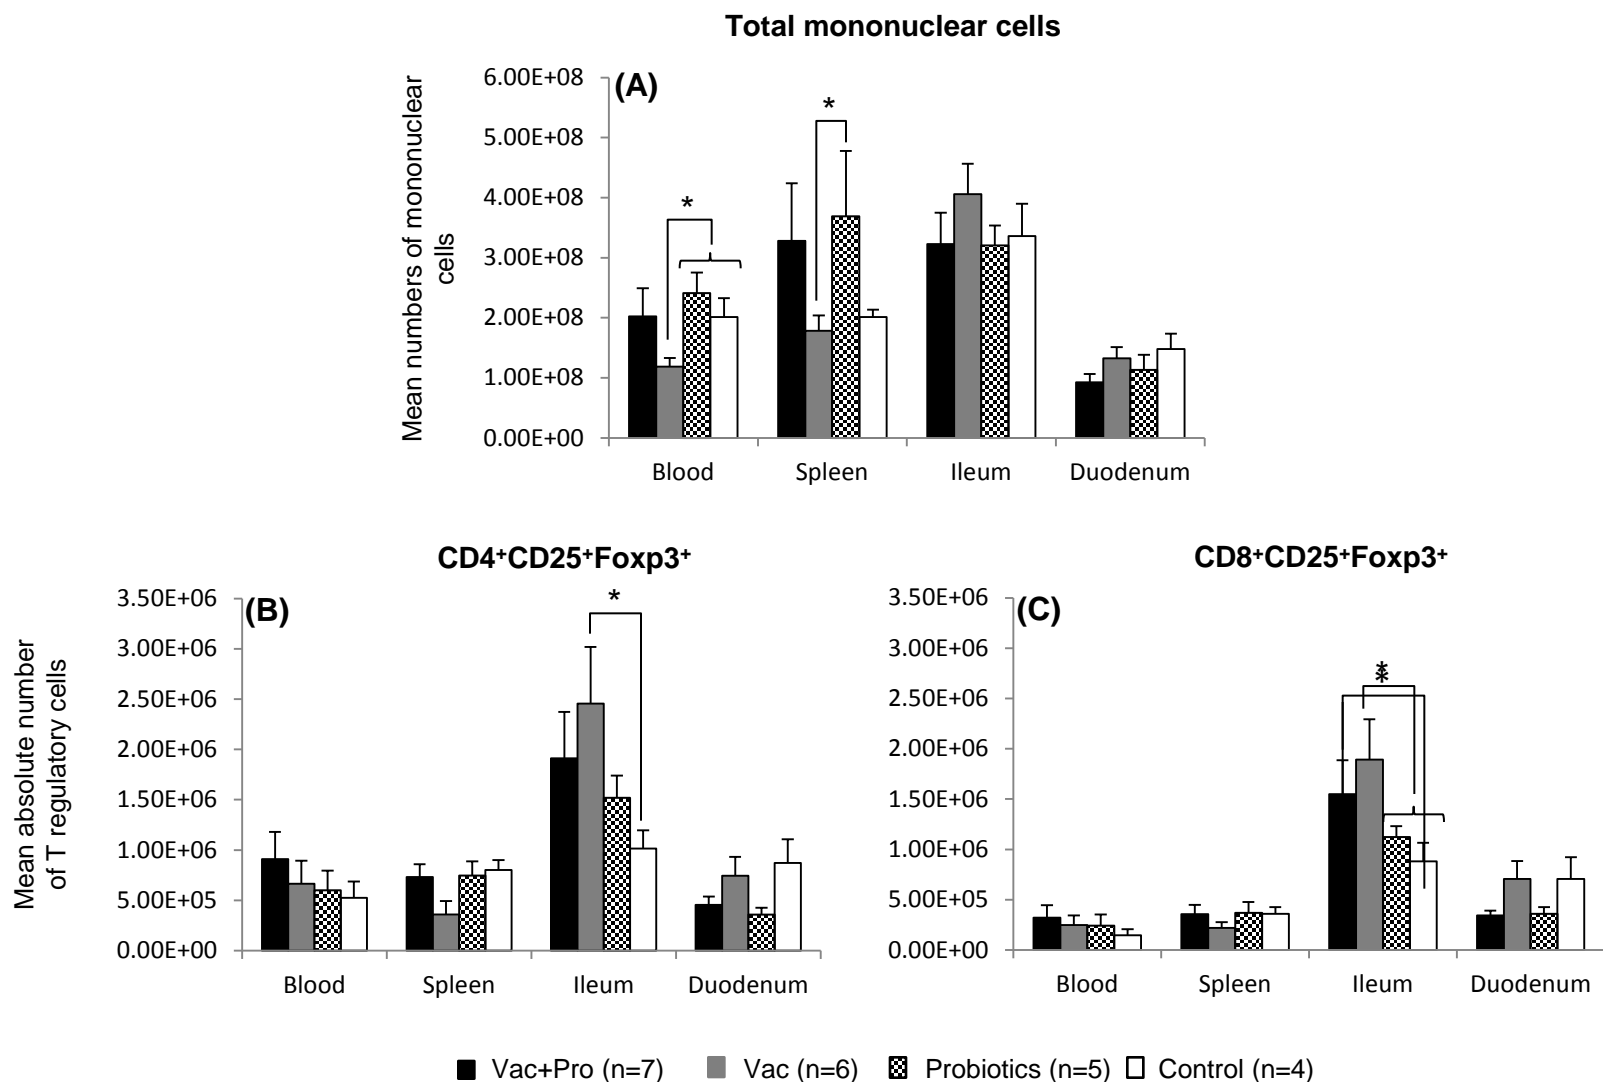 Total mononuclear cells
(A)
Mean numbers of mononuclear
cells
6.00E+08
5.00E+08
4.00E+08
3.00E+08
2.00E+08
1.00E+08
0.00E+00
*
*
Blood Spleen Ileum Duodenum
CD4⁺CD25⁺Foxp3⁺
(B)
Mean absolute number
of T regulatory cells
3.50E+06
3.00E+06
2.50E+06
2.00E+06
1.50E+06
1.00E+06
5.00E+05
0.00E+00
*
Blood Spleen Ileum Duodenum
CD8⁺CD25⁺Foxp3⁺
(C)
3.50E+06
3.00E+06
2.50E+06
2.00E+06
1.50E+06
1.00E+06
5.00E+05
0.00E+00
*
*
Blood Spleen Ileum Duodenum
Vac+Pro (n=7) Vac (n=6) Probiotics (n=5) Control (n=4)